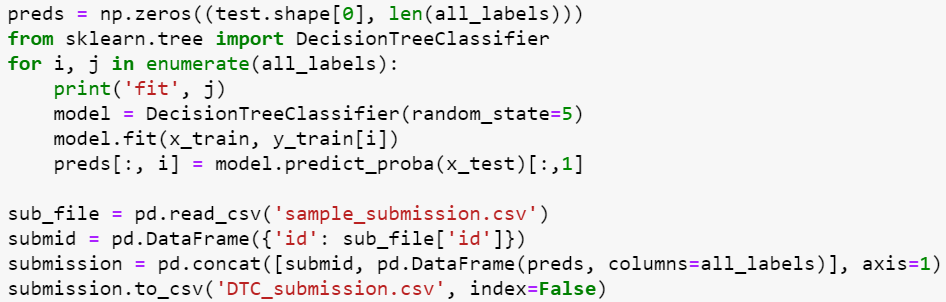 preds = np.zeros((test.shape[0], len(all_labels)))
from sklearn.tree import DecisionTreeClassifier
for i, j in enumerate(all_labels):
    print('fit', j)
    model = DecisionTreeClassifier(random_state=5)
    model.fit(x_train, y_train[i])
    preds[:, i] = model.predict_proba(x_test)[:,1]

sub_file = pd.read_csv('sample_submission.csv')
submid = pd.DataFrame({'id': sub_file['id']})
submission = pd.concat([submid, pd.DataFrame(preds, columns=all_labels)], axis=1)
submission.to_csv('DTC_submission.csv', index=False)